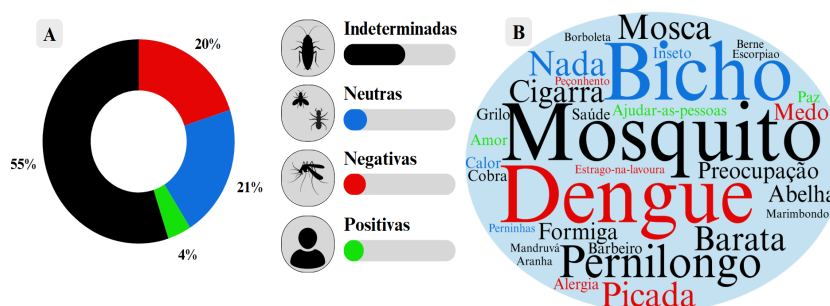 A
20%
55%
21%
4%
Indeterminadas
Neutras
Negativas
Positivas
B
Mosca
Borboleta
Berne
Inseto
Escorpiao
Nada
Bicho
Peçonhento
Cigarra
Paz
Grilo
Saúde
Ajudar-as-pessoas
Medo
Mosquito
Amor
Calor
Estrago-na-lavoura
Preocupação
Cobra
Dengue
Abelha
Marimbondo
Perninhas
Formiga
Barata
Mandruvá
Barbeiro
Aranha
Pernilongo
Alergia
Picada